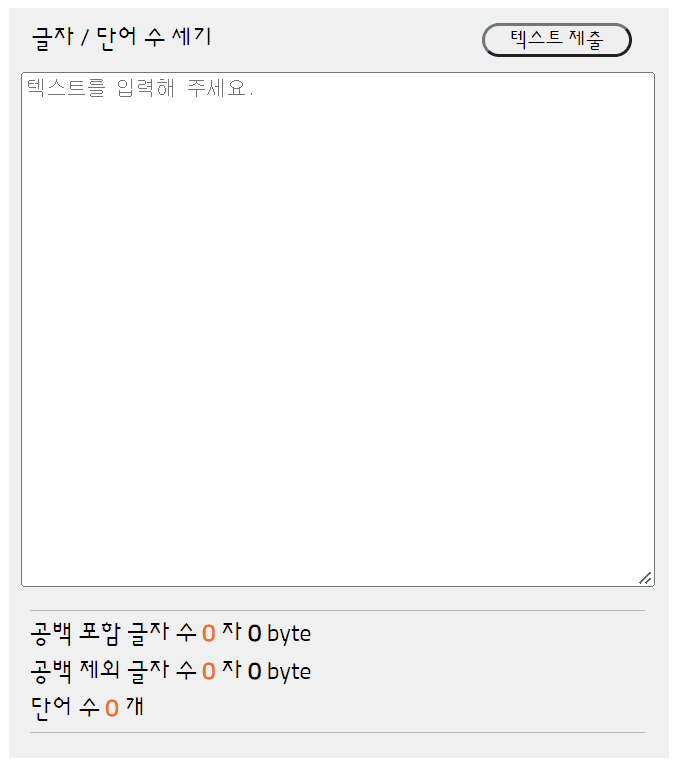 글자 / 단어 수 세기
텍스트 제출
텍스트를 입력해 주세요.
공백 포함 글자 수 0 자 0 byte
공백 제외 글자 수 0 자 0 byte
단어 수 0 개